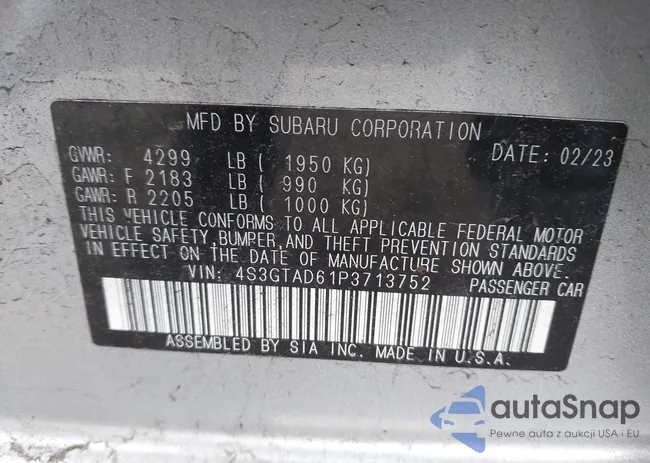 MFD BY SUBARU CORPORATION
GVWR: 4299 LB ( 1950 KG) DATE: 02/23
GAWR: F 2183 LB ( 990 KG)
GAWR: R 2205 LB ( 1000 KG)
THIS VEHICLE CONFORMS TO ALL APPLICABLE FEDERAL MOTOR
VEHICLE SAFETY, BUMPER, AND THEFT PREVENTION STANDARDS
IN EFFECT ON THE DATE OF MANUFACTURE SHOWN ABOVE.
VIN: 4S3GTAD61P3713752 PASSENGER CAR
ASSEMBLED BY SIA INC. MADE IN U.S.A.
autoSnap
Pewne auta z aukcji USA i EU